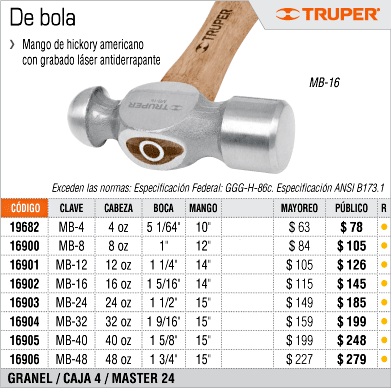 De bola
TRUPER®
Mango de hickory americano
con grabado láser antiderrapante
MB-16
TRUPER
Exceden las normas: Especificación Federal: GGG-H-86c. Especificación ANSI B173.1
CÓDIGO CLAVE CABEZA BOCA MANGO MAYOREO PÚBLICO R
19682 MB-4 4 oz 5 1/64" 10" $ 63 $ 78
16900 MB-8 8 oz 1" 12" $ 84 $ 105
16901 MB-12 12 oz 1 1/4" 14" $ 105 $ 126
16902 MB-16 16 oz 1 5/16" 14" $ 115 $ 145
16903 MB-24 24 oz 1 1/2" 15" $ 149 $ 185
16904 MB-32 32 oz 1 9/16" 15" $ 159 $ 199
16905 MB-40 40 oz 1 5/8" 15" $ 199 $ 248
16906 MB-48 48 oz 1 3/4" 15" $ 227 $ 279
GRANEL / CAJA 4 / MASTER 24